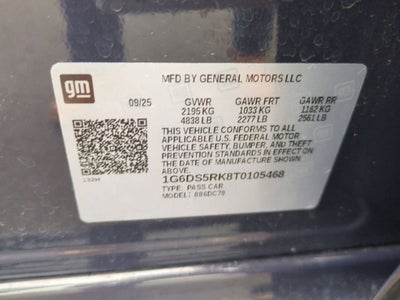 gm
MFD BY GENERAL MOTORS LLC
09/25 GVWR GAWR FRT GAWR RR
2195 KG 1033 KG 1162 KG
4838 LB 2277 LB 2561 LB
THIS VEHICLE CONFORMS TO ALL
APPLICABLE U.S. FEDERAL MOTOR
VEHICLE SAFETY, BUMPER, AND THEFT
PREVENTION STANDARDS IN EFFECT ON
THE DATE OF MANUFACTURE SHOWN
ABOVE.
1G6DS5RK8T0105468
TYPE: PASS CAR
MODEL: 6DC79